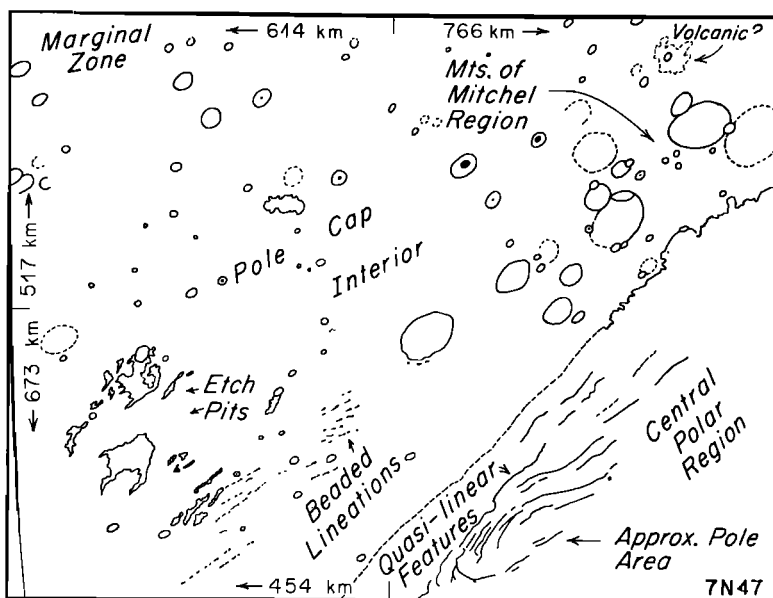 Marginal
Zone
614 km
766 km
Volcanic?
Mts. of
Mitchel
Region
C
517 km
673 km
Pole Cap
Interior
Etch
Pits
Beaded
Lineations
Quasi-linear
Features
Central
Polar
Region
Approx. Pole
Area
454 km
7N47